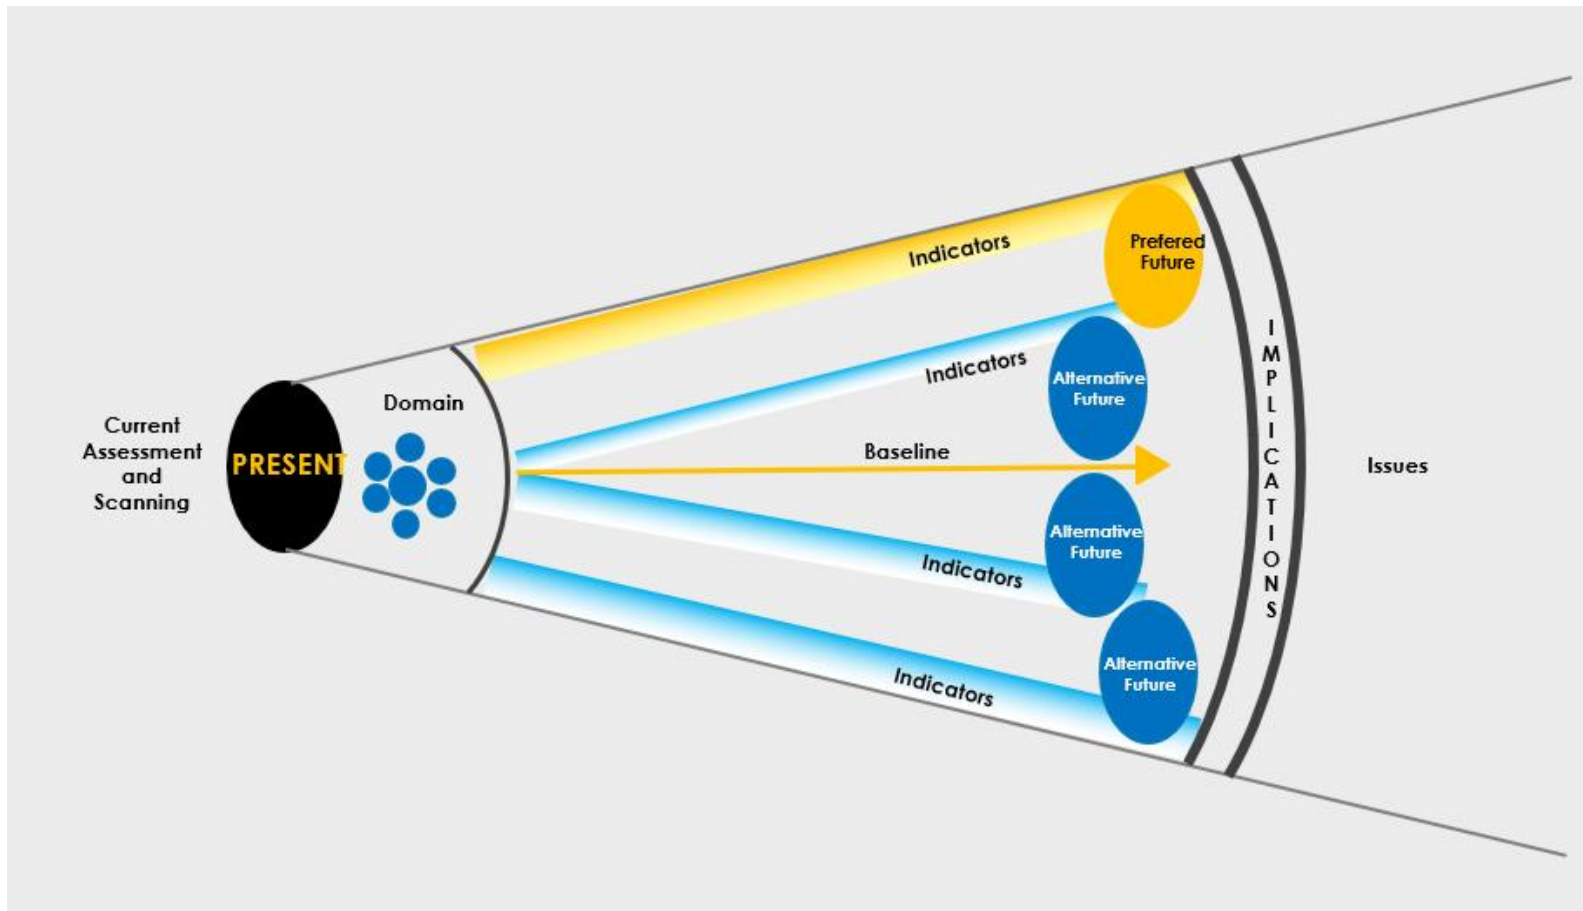 Current
Assessment
and
Scanning
PRESENT
Domain
Indicators
Prefered
Future
Indicators
Alternative
Future
Baseline
Indicators
Alternative
Future
Indicators
Alternative
Future
IMPLICATIONS
Issues